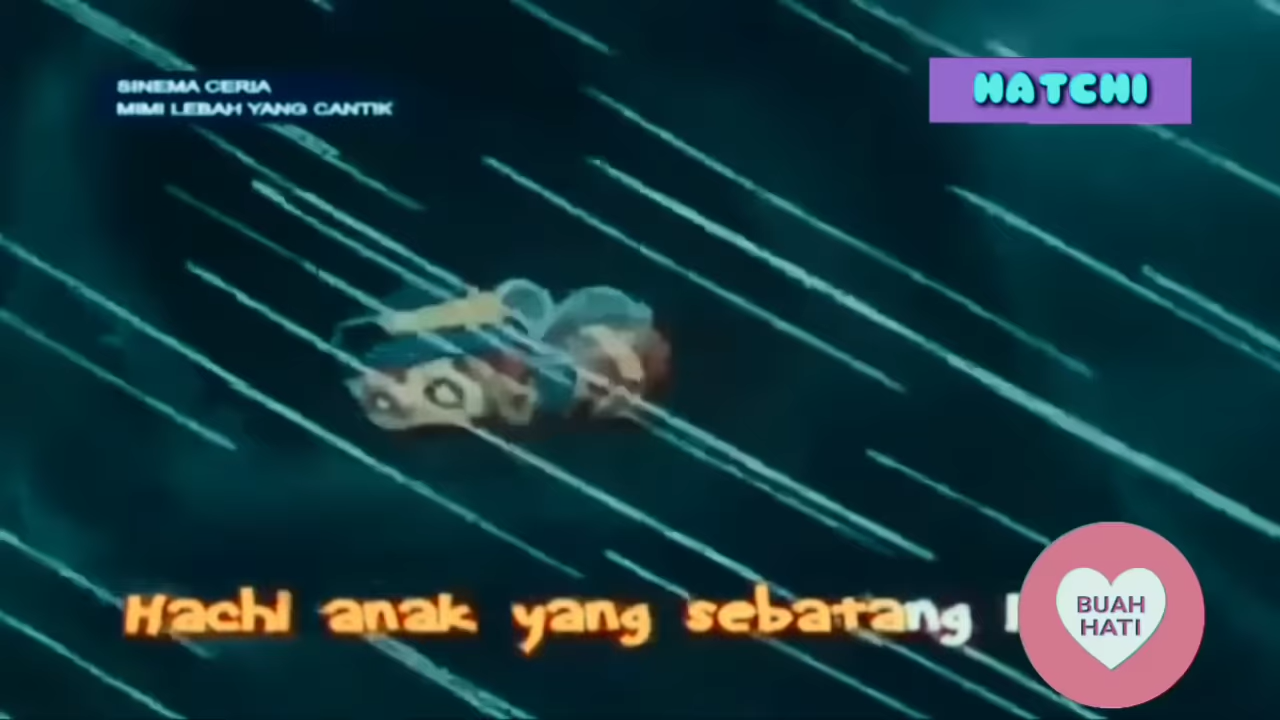 SINEMA CERIA
MIMI LEBAH YANG CANTIK
HATCHI
Hachi anak yang sebatang
BUAH
HATI